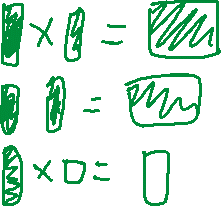 × =
=
× =